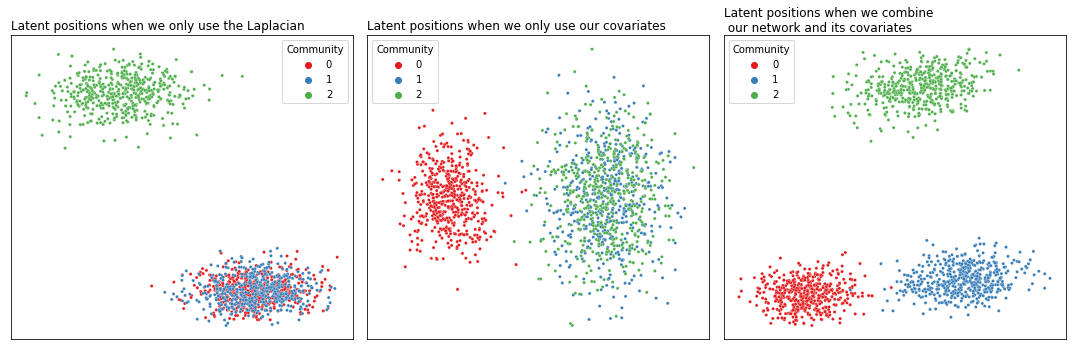 Latent positions when we only use the Laplacian
Community
0
1
2
Latent positions when we only use our covariates
Community
0
1
2
Latent positions when we combine
our network and its covariates
Community
0
1
2